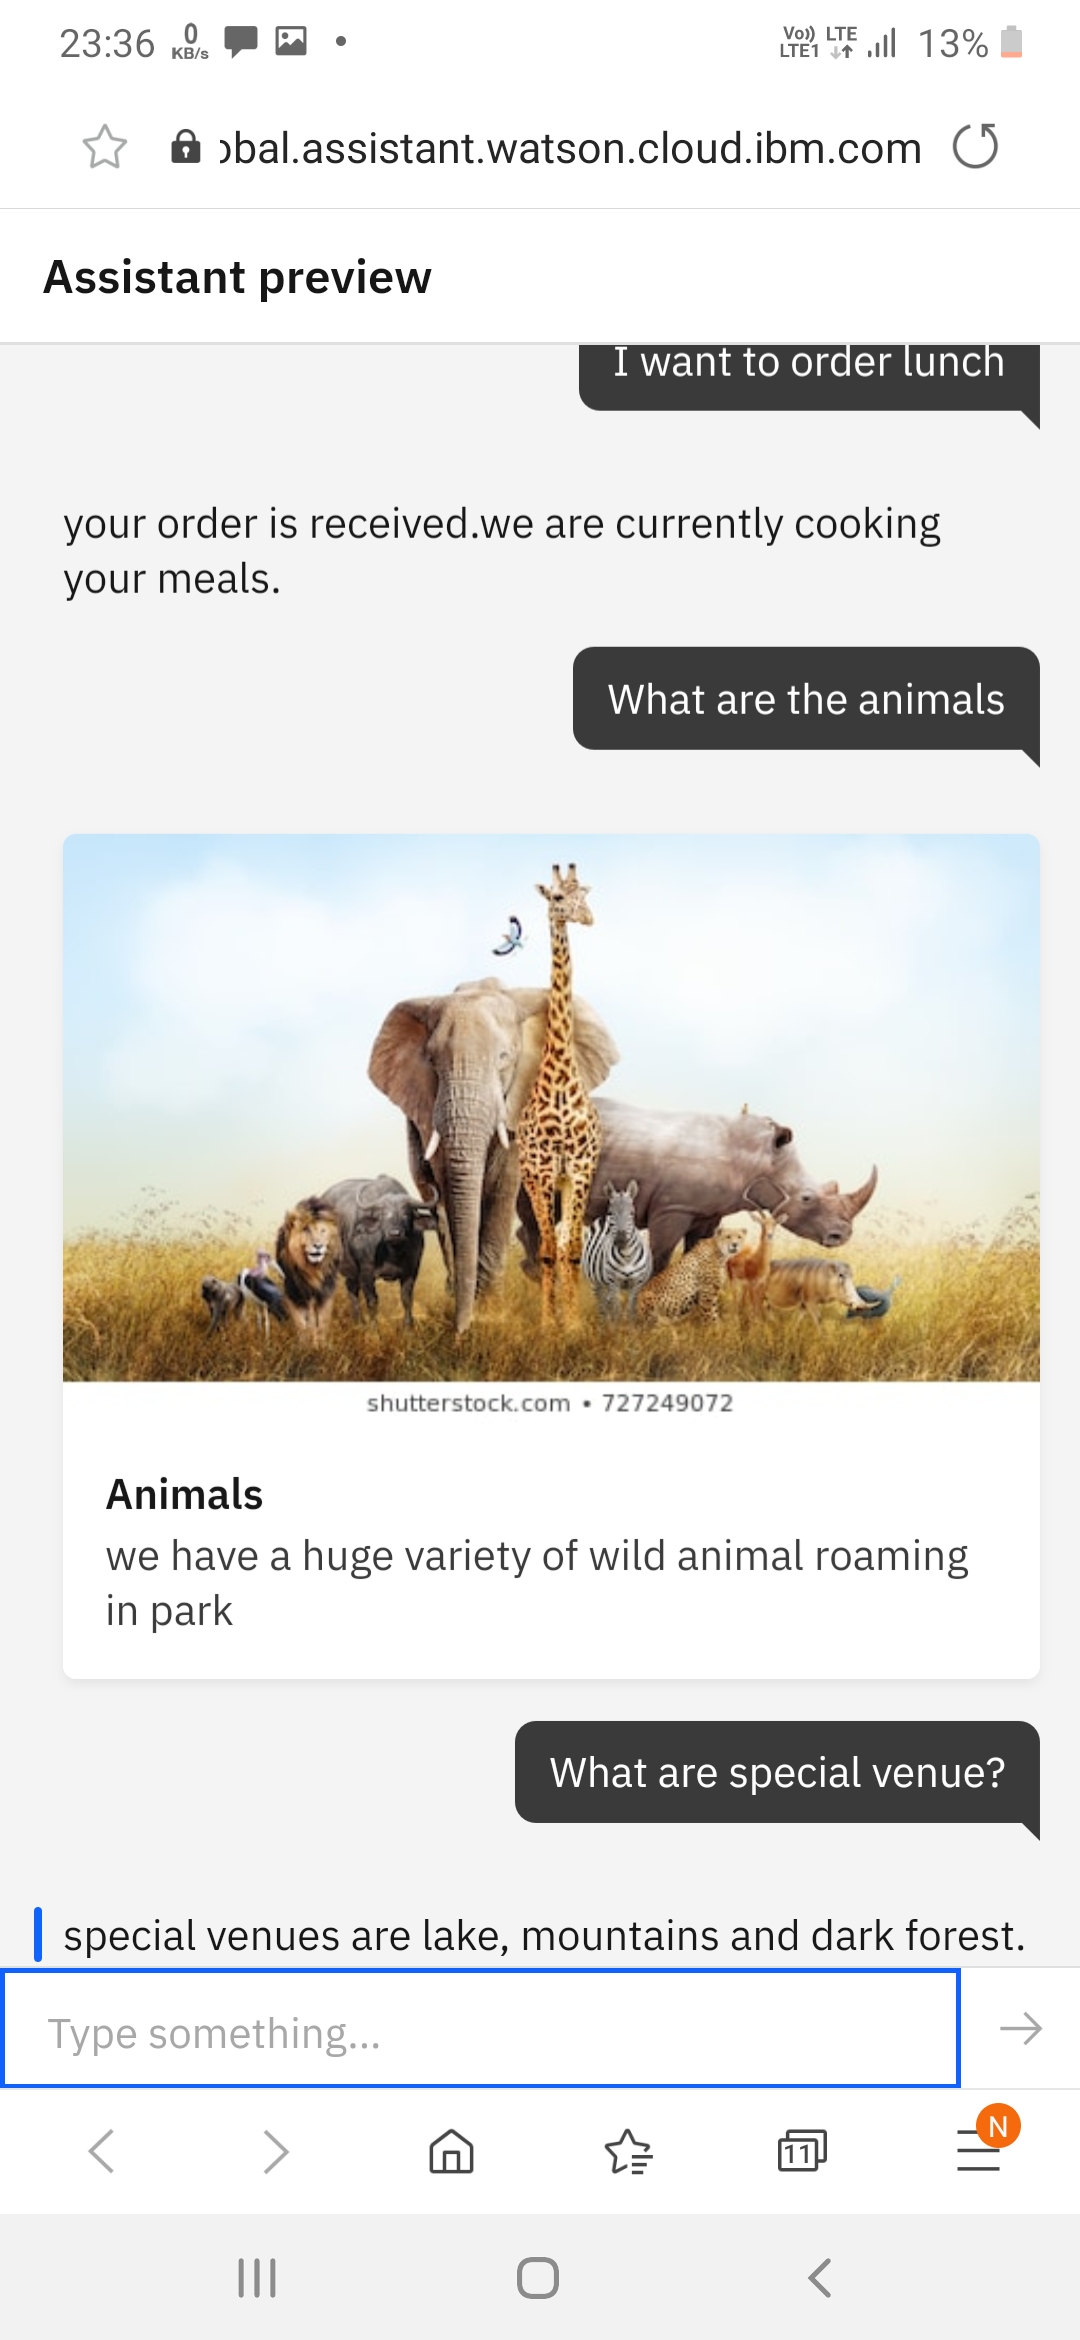 23:36 0 KB/s Vo)) LTE LTE1 13%
obal.assistant.watson.cloud.ibm.com
Assistant preview
I want to order lunch
your order is received.we are currently cooking
your meals.
What are the animals
shutterstock.com • 727249072
Animals
we have a huge variety of wild animal roaming
in park
What are special venue?
special venues are lake, mountains and dark forest.
Type something...
11 N